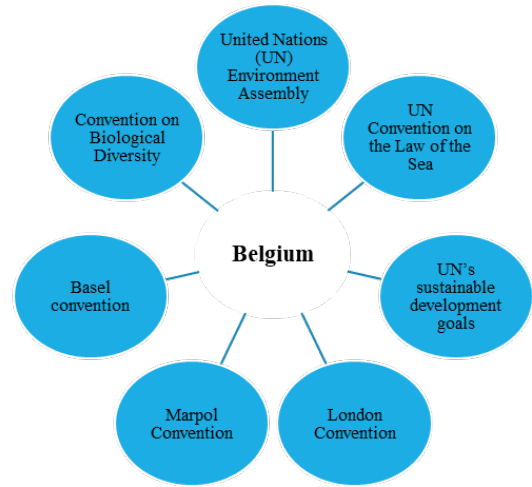 United Nations
(UN)
Environment
Assembly
UN
Convention on
the Law of the
Sea
UN's
sustainable
development
goals
London
Convention
Marpol
Convention
Basel
convention
Convention on
Biological
Diversity
Belgium